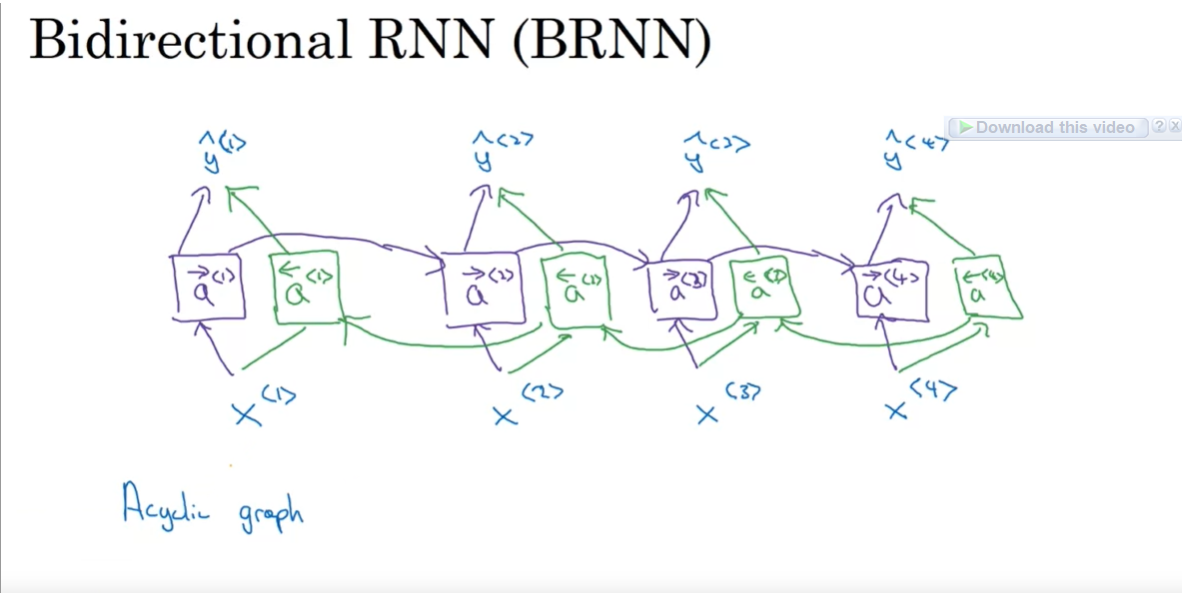 Bidirectional RNN (BRNN)
ŷ<1> ŷ<2> ŷ<3> ŷ<4>
Download this video ? x
→a<1> ←a<1> →a<2> ←a<2> →a<3> ←a<3> →a<4> ←a<4>
x<1> x<2> x<3> x<4>
Acyclic graph